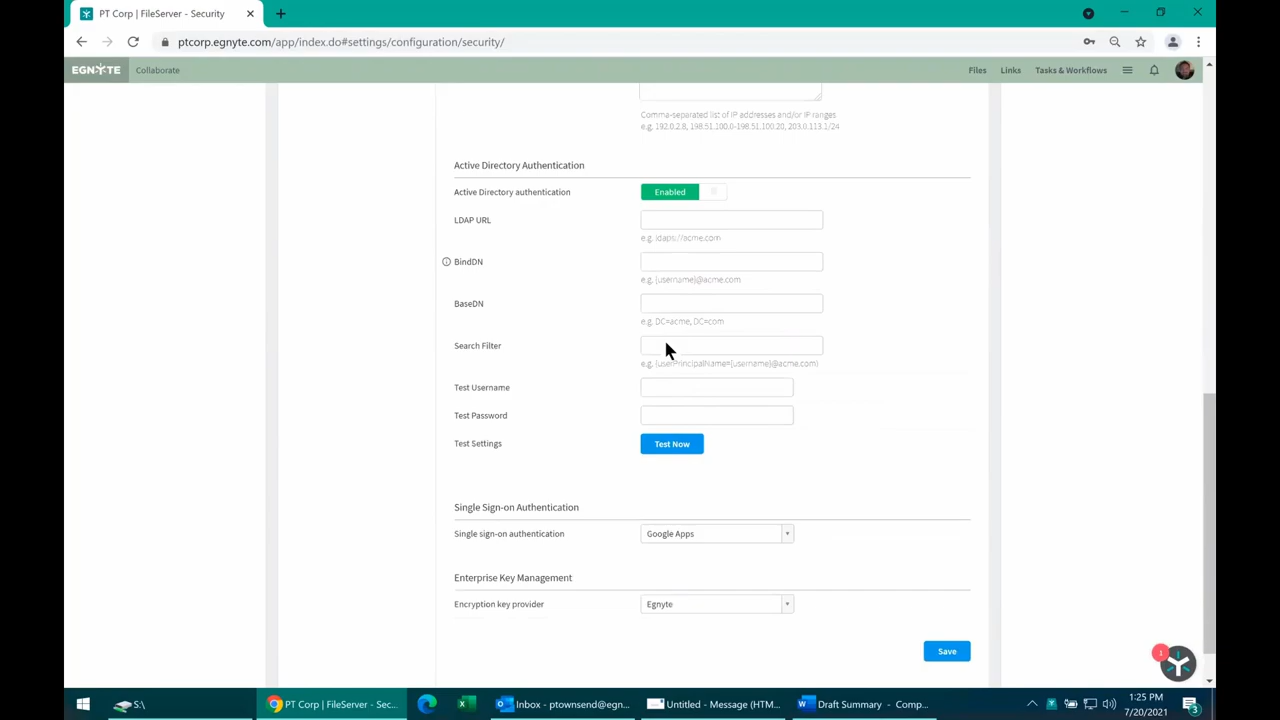 PT Corp | FileServer - Security
ptcorp.egnyte.com/app/index.do#settings/configuration/security/
EGNYTE Collaborate Files Links Tasks & Workflows
Comma-separated list of IP addresses and/or IP ranges
e.g. 192.0.2.8, 198.51.100.0-198.51.100.20, 203.0.113.1/24
Active Directory Authentication
Active Directory authentication Enabled
LDAP URL
e.g. ldaps://acme.com
BindDN
e.g. {username}@acme.com
BaseDN
e.g. DC=acme, DC=com
Search Filter
e.g. (userPrincipalName={username}@acme.com)
Test Username
Test Password
Test Settings Test Now
Single Sign-on Authentication
Single sign-on authentication Google Apps
Enterprise Key Management
Encryption key provider Egnyte
Save
1
S:\ PT Corp | FileServer - Sec... Inbox - ptownsend@egn... Untitled - Message (HTM... Draft Summary - Comp... 1:25 PM
7/20/2021 3